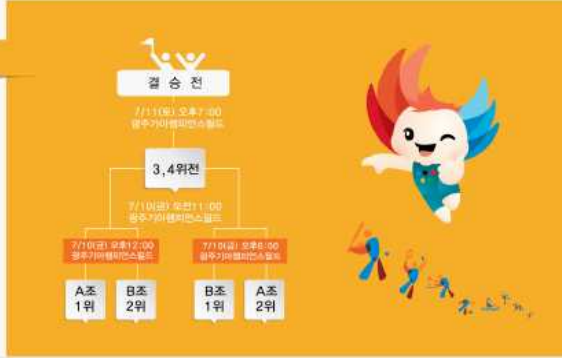 결 승 전
7/11(토) 오후7:00
광주기아챔피언스필드
3,4위전
7/10(금) 오전11:00
광주기아챔피언스필드
7/10(금) 오후12:00
광주기아챔피언스필드
7/10(금) 오후6:00
광주기아챔피언스필드
A조
1위
B조
2위
B조
1위
A조
2위